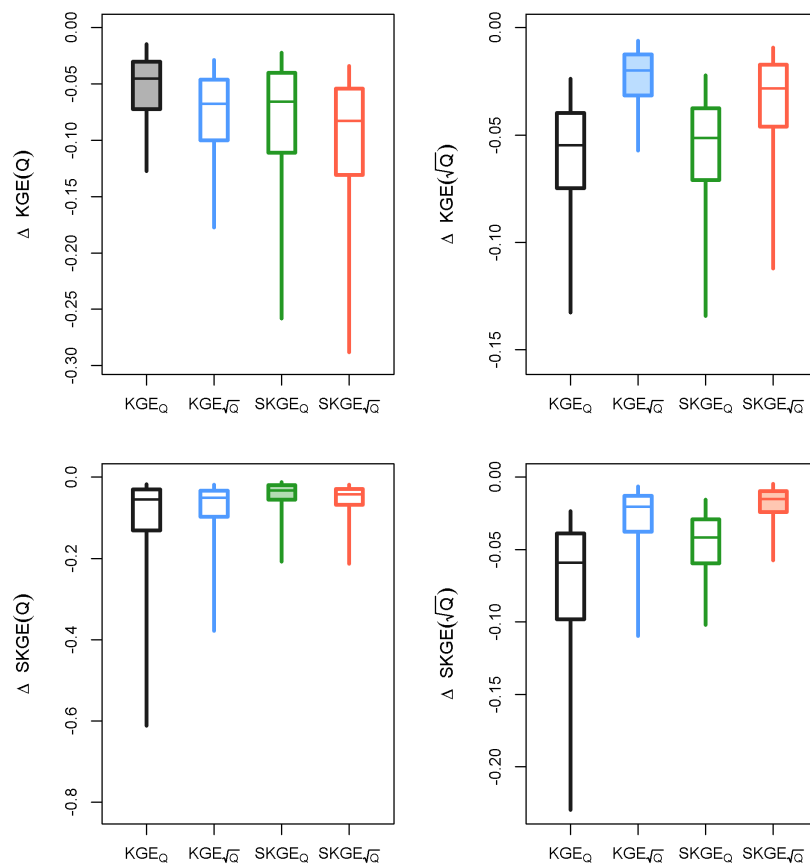 0.00
-0.05
-0.10
-0.15
-0.20
-0.25
-0.30
Δ KGE(Q)
KGE_Q KGE_√Q SKGE_Q SKGE_√Q
0.00
-0.05
-0.10
-0.15
Δ KGE(√Q)
KGE_Q KGE_√Q SKGE_Q SKGE_√Q
0.0
-0.2
-0.4
-0.6
-0.8
Δ SKGE(Q)
KGE_Q KGE_√Q SKGE_Q SKGE_√Q
0.00
-0.05
-0.10
-0.15
-0.20
Δ SKGE(√Q)
KGE_Q KGE_√Q SKGE_Q SKGE_√Q